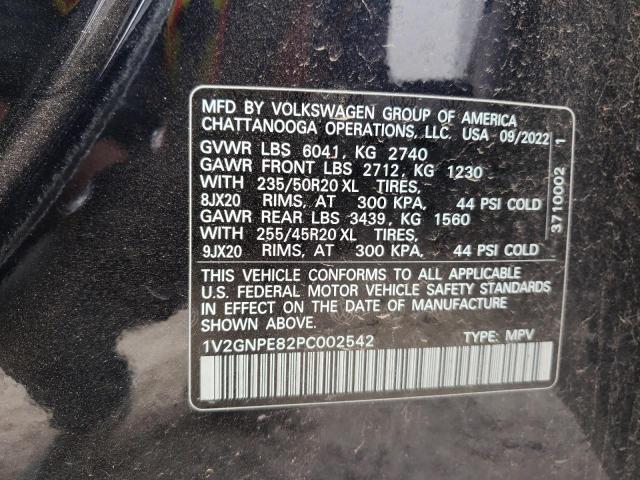 MFD BY VOLKSWAGEN GROUP OF AMERICA
CHATTANOOGA OPERATIONS, LLC. USA 09/2022
GVWR LBS 6041, KG 2740
GAWR FRONT LBS 2712, KG 1230
WITH 235/50R20 XL TIRES,
8JX20 RIMS, AT 300 KPA, 44 PSI COLD
GAWR REAR LBS 3439, KG 1560
WITH 255/45R20 XL TIRES,
9JX20 RIMS, AT 300 KPA, 44 PSI COLD
3710002 1
THIS VEHICLE CONFORMS TO ALL APPLICABLE
U.S. FEDERAL MOTOR VEHICLE SAFETY STANDARDS
IN EFFECT ON THE DATE OF MANUFACTURE
SHOWN ABOVE.
1V2GNPE82PC002542 TYPE: MPV